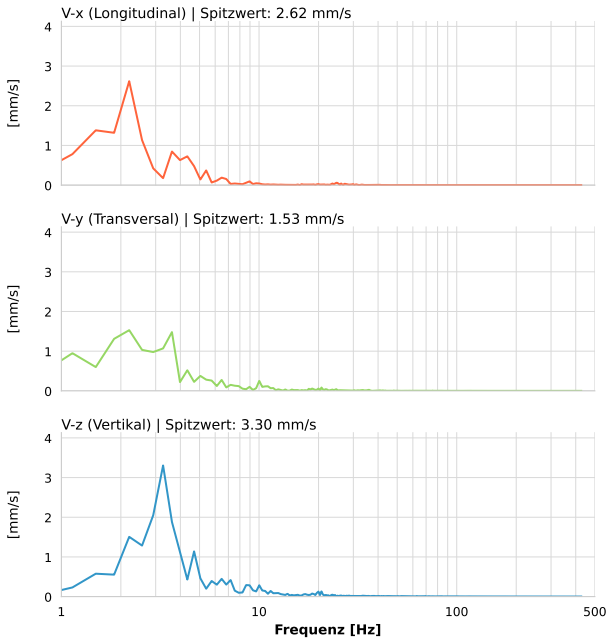 V-x (Longitudinal) | Spitzwert: 2.62 mm/s
4
3
2
1
0
[mm/s]
V-y (Transversal) | Spitzwert: 1.53 mm/s
4
3
2
1
0
[mm/s]
V-z (Vertikal) | Spitzwert: 3.30 mm/s
4
3
2
1
0
[mm/s]
1 10 100 500
Frequenz [Hz]